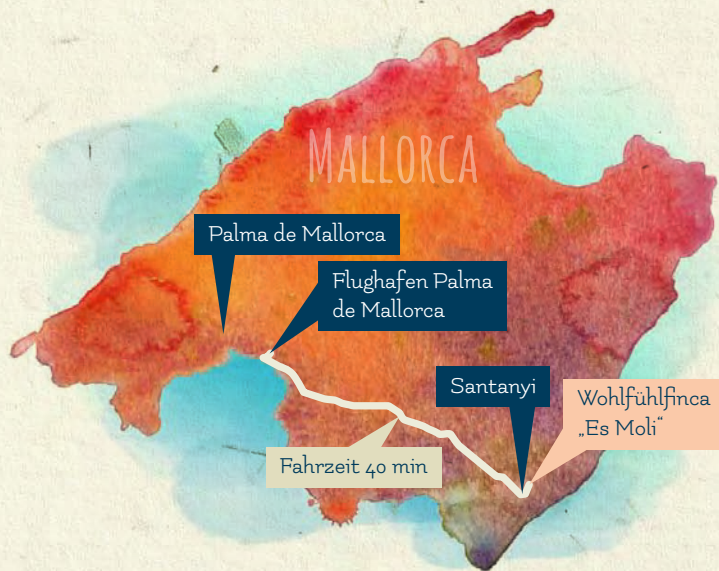 MALLORCA
Palma de Mallorca
Flughafen Palma
de Mallorca
Santanyi
Wohlfühlfinca
„Es Moli“
Fahrzeit 40 min